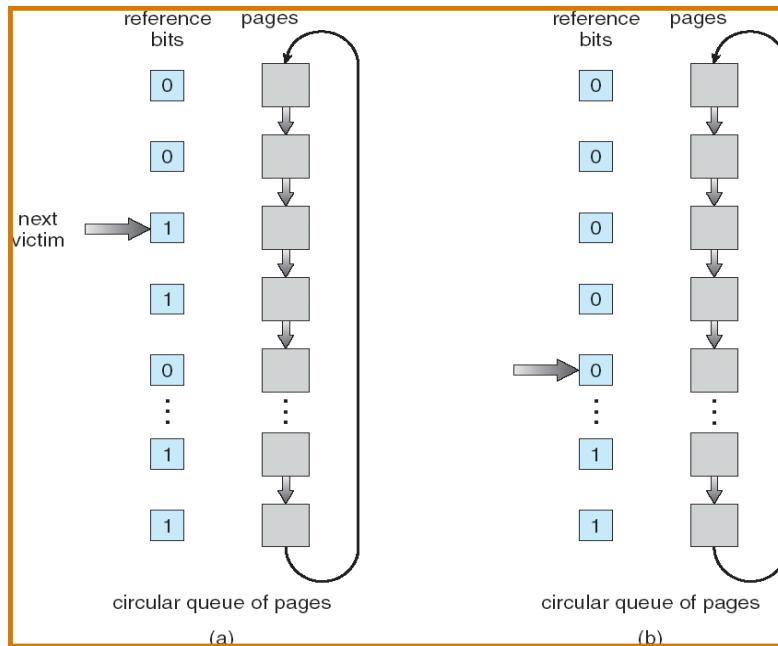 reference bits
pages
0
0
next
victim
1
1
0
1
1
circular queue of pages
(a)
reference bits
pages
0
0
0
0
0
1
1
circular queue of pages
(b)